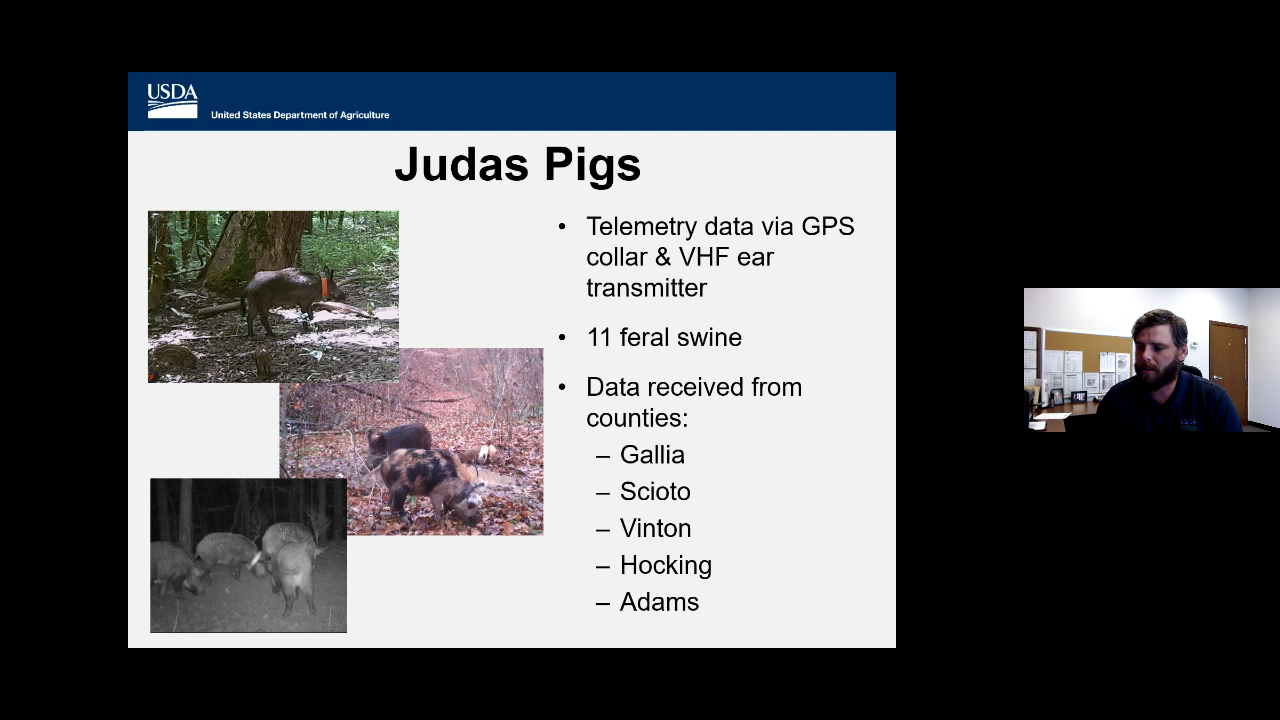 USDA
United States Department of Agriculture
Judas Pigs
• Telemetry data via GPS
collar & VHF ear
transmitter
• 11 feral swine
• Data received from
counties:
– Gallia
– Scioto
– Vinton
– Hocking
– Adams
USDA